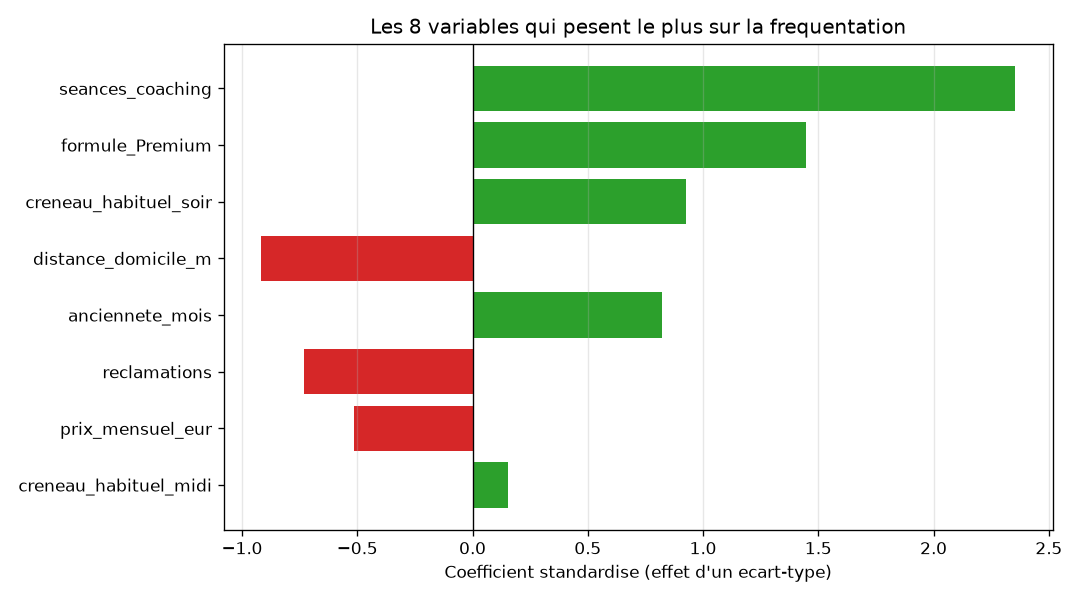 Les 8 variables qui pesent le plus sur la frequentation
seances_coaching
formule_Premium
creneau_habituel_soir
distance_domicile_m
anciennete_mois
reclamations
prix_mensuel_eur
creneau_habituel_midi
−1.0 −0.5 0.0 0.5 1.0 1.5 2.0 2.5
Coefficient standardise (effet d'un ecart-type)